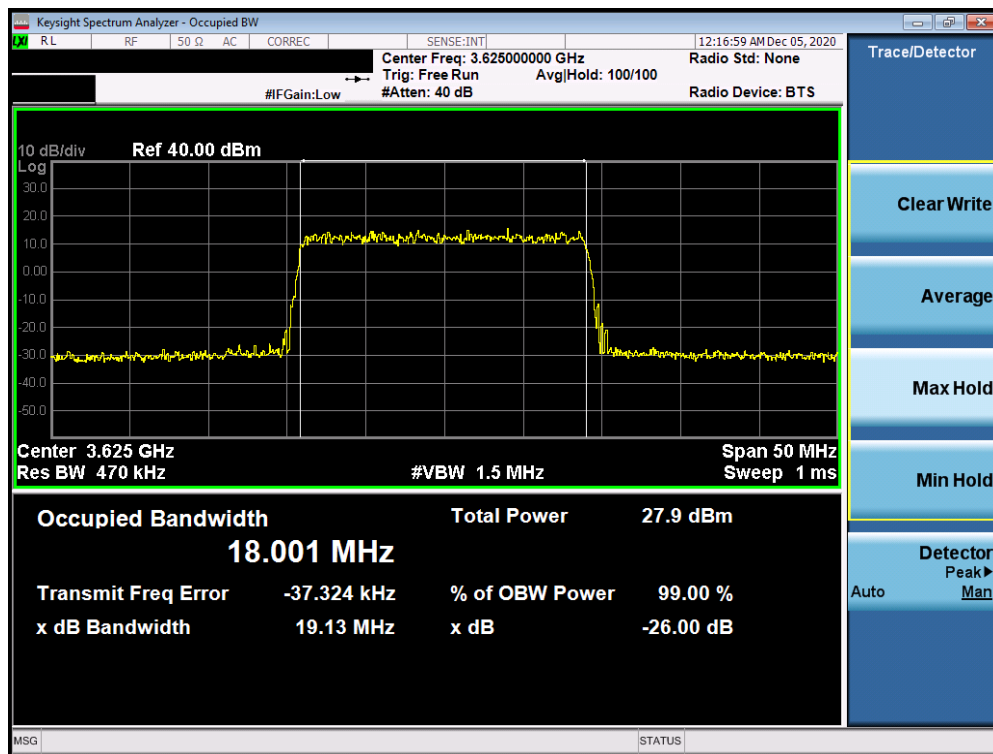 Keysight Spectrum Analyzer - Occupied BW
LXI RL RF 50 Ω AC CORREC SENSE:INT 12:16:59 AM Dec 05, 2020
Center Freq: 3.625000000 GHz Radio Std: None
Trig: Free Run Avg|Hold: 100/100
#IFGain:Low #Atten: 40 dB Radio Device: BTS
10 dB/div Ref 40.00 dBm
Log
30.0
20.0
10.0
0.00
-10.0
-20.0
-30.0
-40.0
-50.0
Center 3.625 GHz Span 50 MHz
Res BW 470 kHz #VBW 1.5 MHz Sweep 1 ms
Occupied Bandwidth Total Power 27.9 dBm
18.001 MHz
Transmit Freq Error -37.324 kHz % of OBW Power 99.00 %
x dB Bandwidth 19.13 MHz x dB -26.00 dB
MSG STATUS
Trace/Detector
Clear Write
Average
Max Hold
Min Hold
Detector
Peak▶
Auto Man